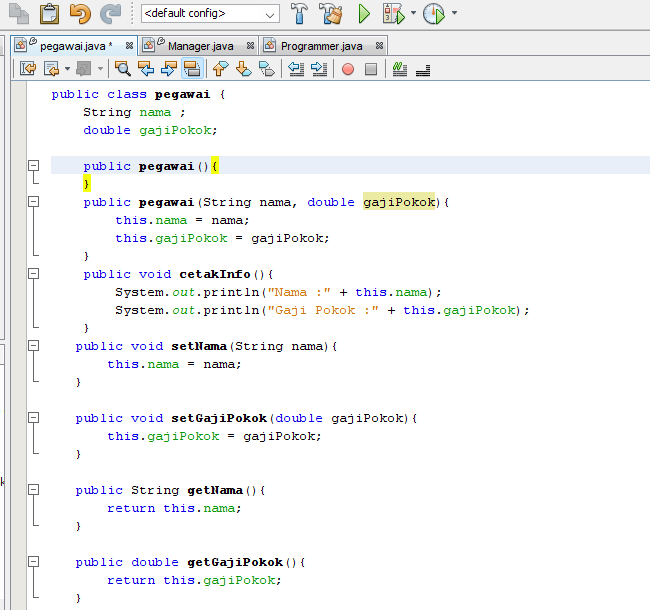 <default config>
pegawai.java *
Manager.java
Programmer.java
public class pegawai {
String nama ;
double gajiPokok;
public pegawai(){
}
public pegawai(String nama, double gajiPokok){
this.nama = nama;
this.gajiPokok = gajiPokok;
}
public void cetakInfo(){
System.out.println("Nama :" + this.nama);
System.out.println("Gaji Pokok :" + this.gajiPokok);
}
public void setNama(String nama){
this.nama = nama;
}
public void setGajiPokok(double gajiPokok){
this.gajiPokok = gajiPokok;
}
public String getNama(){
return this.nama;
}
public double getGajiPokok(){
return this.gajiPokok;
}